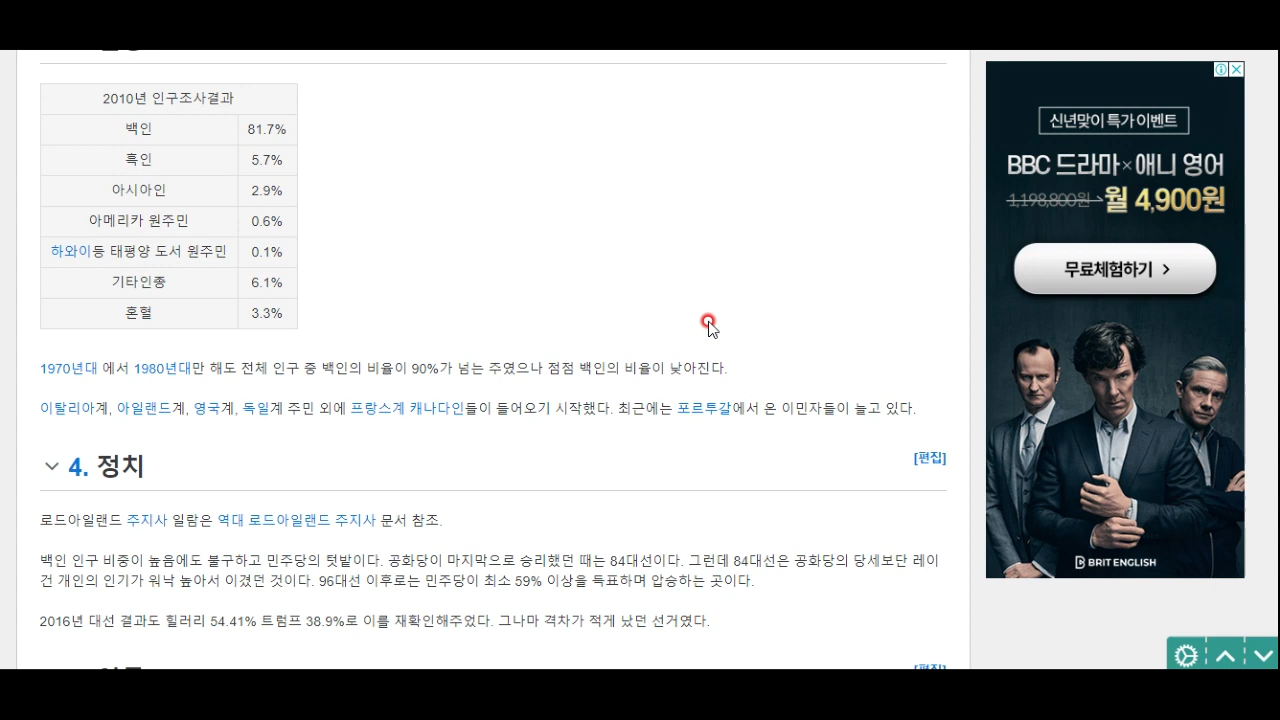 2010년 인구조사결과
백인 81.7%
흑인 5.7%
아시아인 2.9%
아메리카 원주민 0.6%
하와이등 태평양 도서 원주민 0.1%
기타인종 6.1%
혼혈 3.3%
1970년대 에서 1980년대만 해도 전체 인구 중 백인의 비율이 90%가 넘는 주였으나 점점 백인의 비율이 낮아진다.
이탈리아계, 아일랜드계, 영국계, 독일계 주민 외에 프랑스계 캐나다인들이 들어오기 시작했다. 최근에는 포르투갈에서 온 이민자들이 늘고 있다.
4. 정치 [편집]
로드아일랜드 주지사 일람은 역대 로드아일랜드 주지사 문서 참조.
백인 인구 비중이 높음에도 불구하고 민주당의 텃밭이다. 공화당이 마지막으로 승리했던 때는 84대선이다. 그런데 84대선은 공화당의 당세보단 레이
건 개인의 인기가 워낙 높아서 이겼던 것이다. 96대선 이후로는 민주당이 최소 59% 이상을 득표하며 압승하는 곳이다.
2016년 대선 결과도 힐러리 54.41% 트럼프 38.9%로 이를 재확인해주었다. 그나마 격차가 적게 났던 선거였다.
[편집]
신년맞이 특가 이벤트
BBC 드라마×애니 영어
1,198,800원→월 4,900원
무료체험하기 >
BRIT ENGLISH